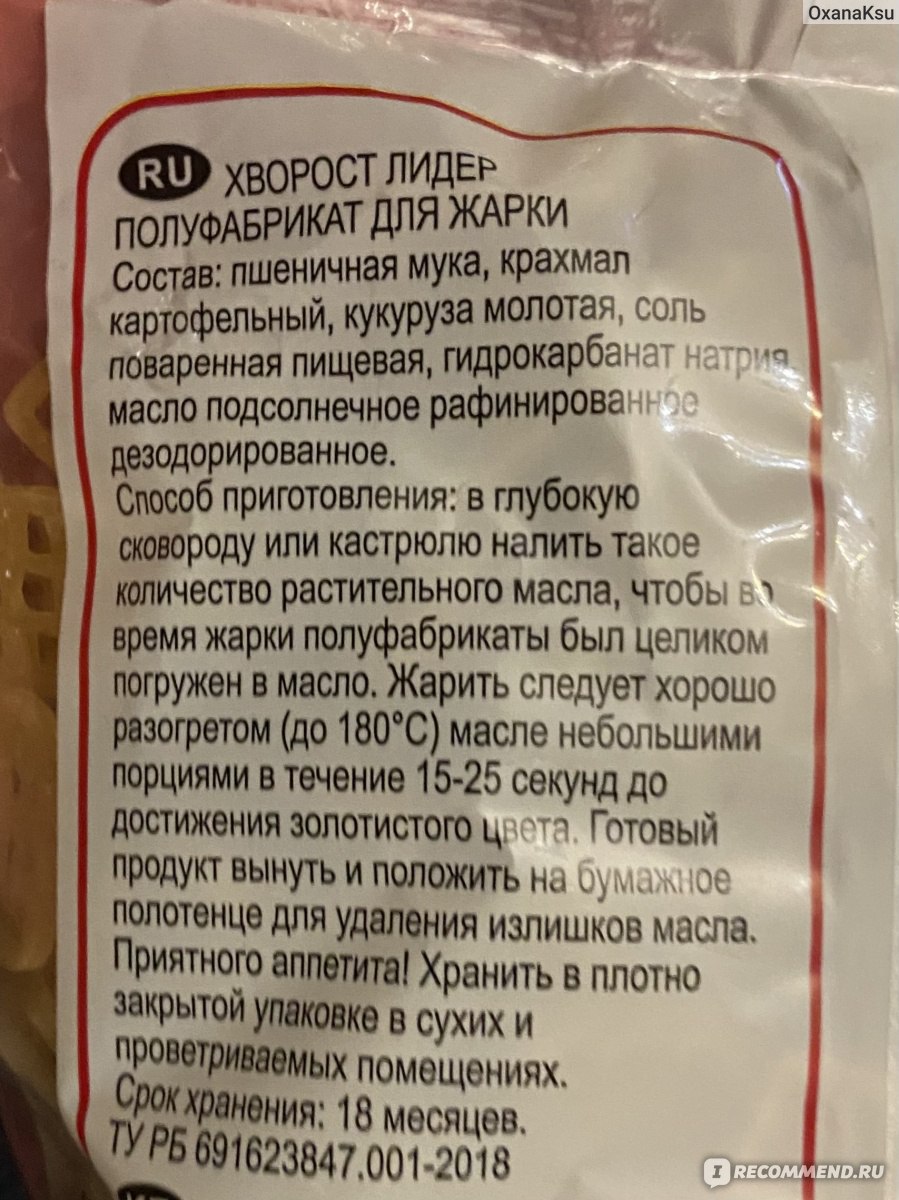 OxanaKsu
RU ХВОРОСТ ЛИДЕР
ПОЛУФАБРИКАТ ДЛЯ ЖАРКИ
Состав: пшеничная мука, крахмал
картофельный, кукуруза молотая, соль
поваренная пищевая, гидрокарбанат натрия
масло подсолнечное рафинированное
дезодорированное.
Способ приготовления: в глубокую
сковороду или кастрюлю налить такое
количество растительного масла, чтобы во
время жарки полуфабрикаты был целиком
погружен в масло. Жарить следует хорошо
разогретом (до 180°С) масле небольшими
порциями в течение 15-25 секунд до
достижения золотистого цвета. Готовый
продукт вынуть и положить на бумажное
полотенце для удаления излишков масла.
Приятного аппетита! Хранить в плотно
закрытой упаковке в сухих и
проветриваемых помещениях.
Срок хранения: 18 месяцев.
ТУ РБ 691623847.001-2018
IRECOMMEND.RU